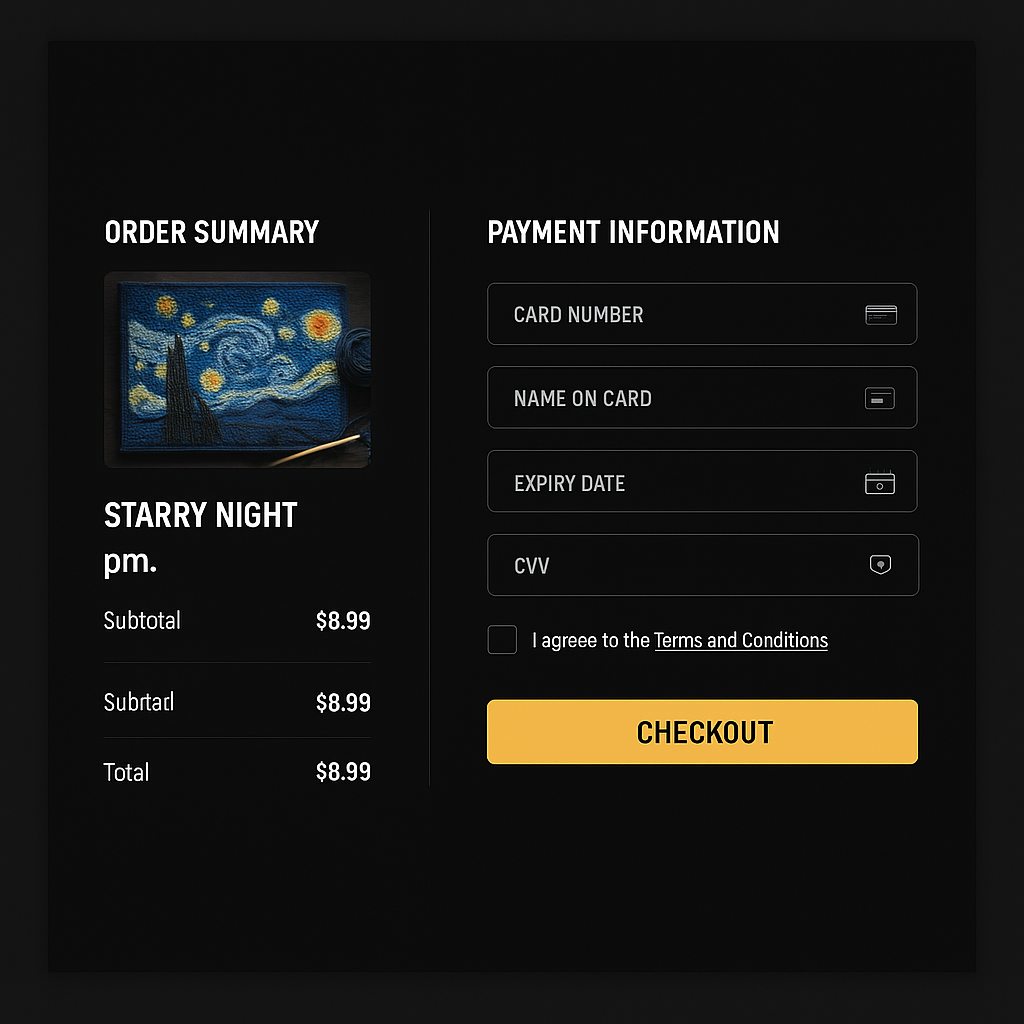 ORDER SUMMARY
STARRY NIGHT
pm.
Subtotal $8.99
Subrtarl $8.99
Total $8.99
PAYMENT INFORMATION
CARD NUMBER
NAME ON CARD
EXPIRY DATE
CVV
I agreee to the Terms and Conditions
CHECKOUT